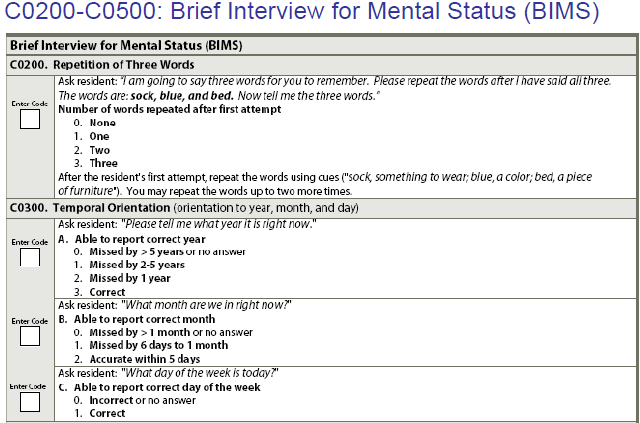 C0200-C0500: Brief Interview for Mental Status (BIMS)
Brief Interview for Mental Status (BIMS)
C0200. Repetition of Three Words
Ask resident: "I am going to say three words for you to remember. Please repeat the words after I have said all three.
The words are: sock, blue, and bed. Now tell me the three words."
Enter Code
Number of words repeated after first attempt
0. None
1. One
2. Two
3. Three
After the resident's first attempt, repeat the words using cues ("sock, something to wear; blue, a color; bed, a piece
of furniture"). You may repeat the words up to two more times.
C0300. Temporal Orientation (orientation to year, month, and day)
Ask resident: "Please tell me what year it is right now."
Enter Code
A. Able to report correct year
0. Missed by > 5 years or no answer
1. Missed by 2-5 years
2. Missed by 1 year
3. Correct
Ask resident: "What month are we in right now?"
Enter Code
B. Able to report correct month
0. Missed by > 1 month or no answer
1. Missed by 6 days to 1 month
2. Accurate within 5 days
Ask resident: "What day of the week is today?"
Enter Code
C. Able to report correct day of the week
0. Incorrect or no answer
1. Correct